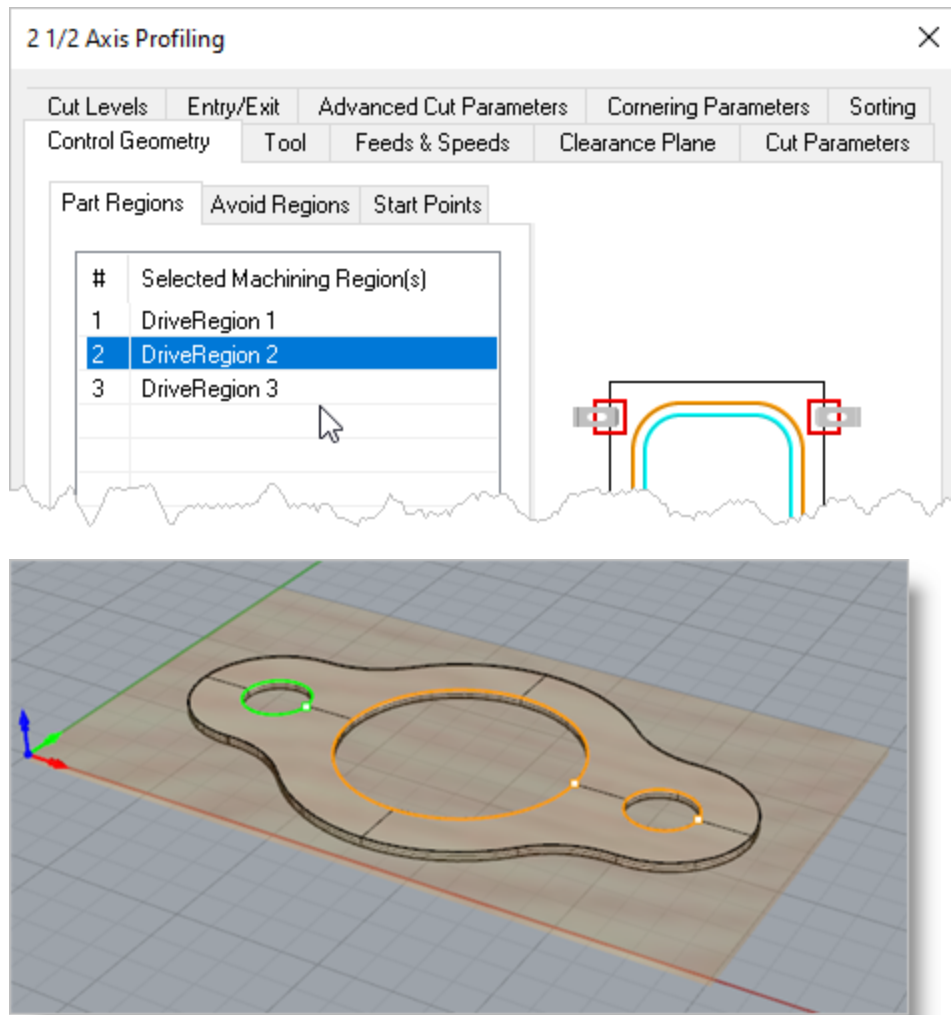 2 1/2 Axis Profiling
Cut Levels Entry/Exit Advanced Cut Parameters Cornering Parameters Sorting
Control Geometry Tool Feeds & Speeds Clearance Plane Cut Parameters
Part Regions Avoid Regions Start Points
# Selected Machining Region(s)
1 DriveRegion 1
2 DriveRegion 2
3 DriveRegion 3